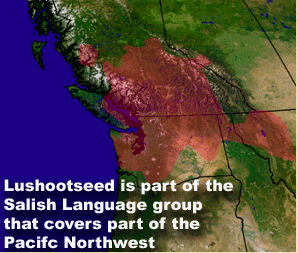 Lushootseed is part of the
Salish Language group
that covers part of the
Pacifc Northwest